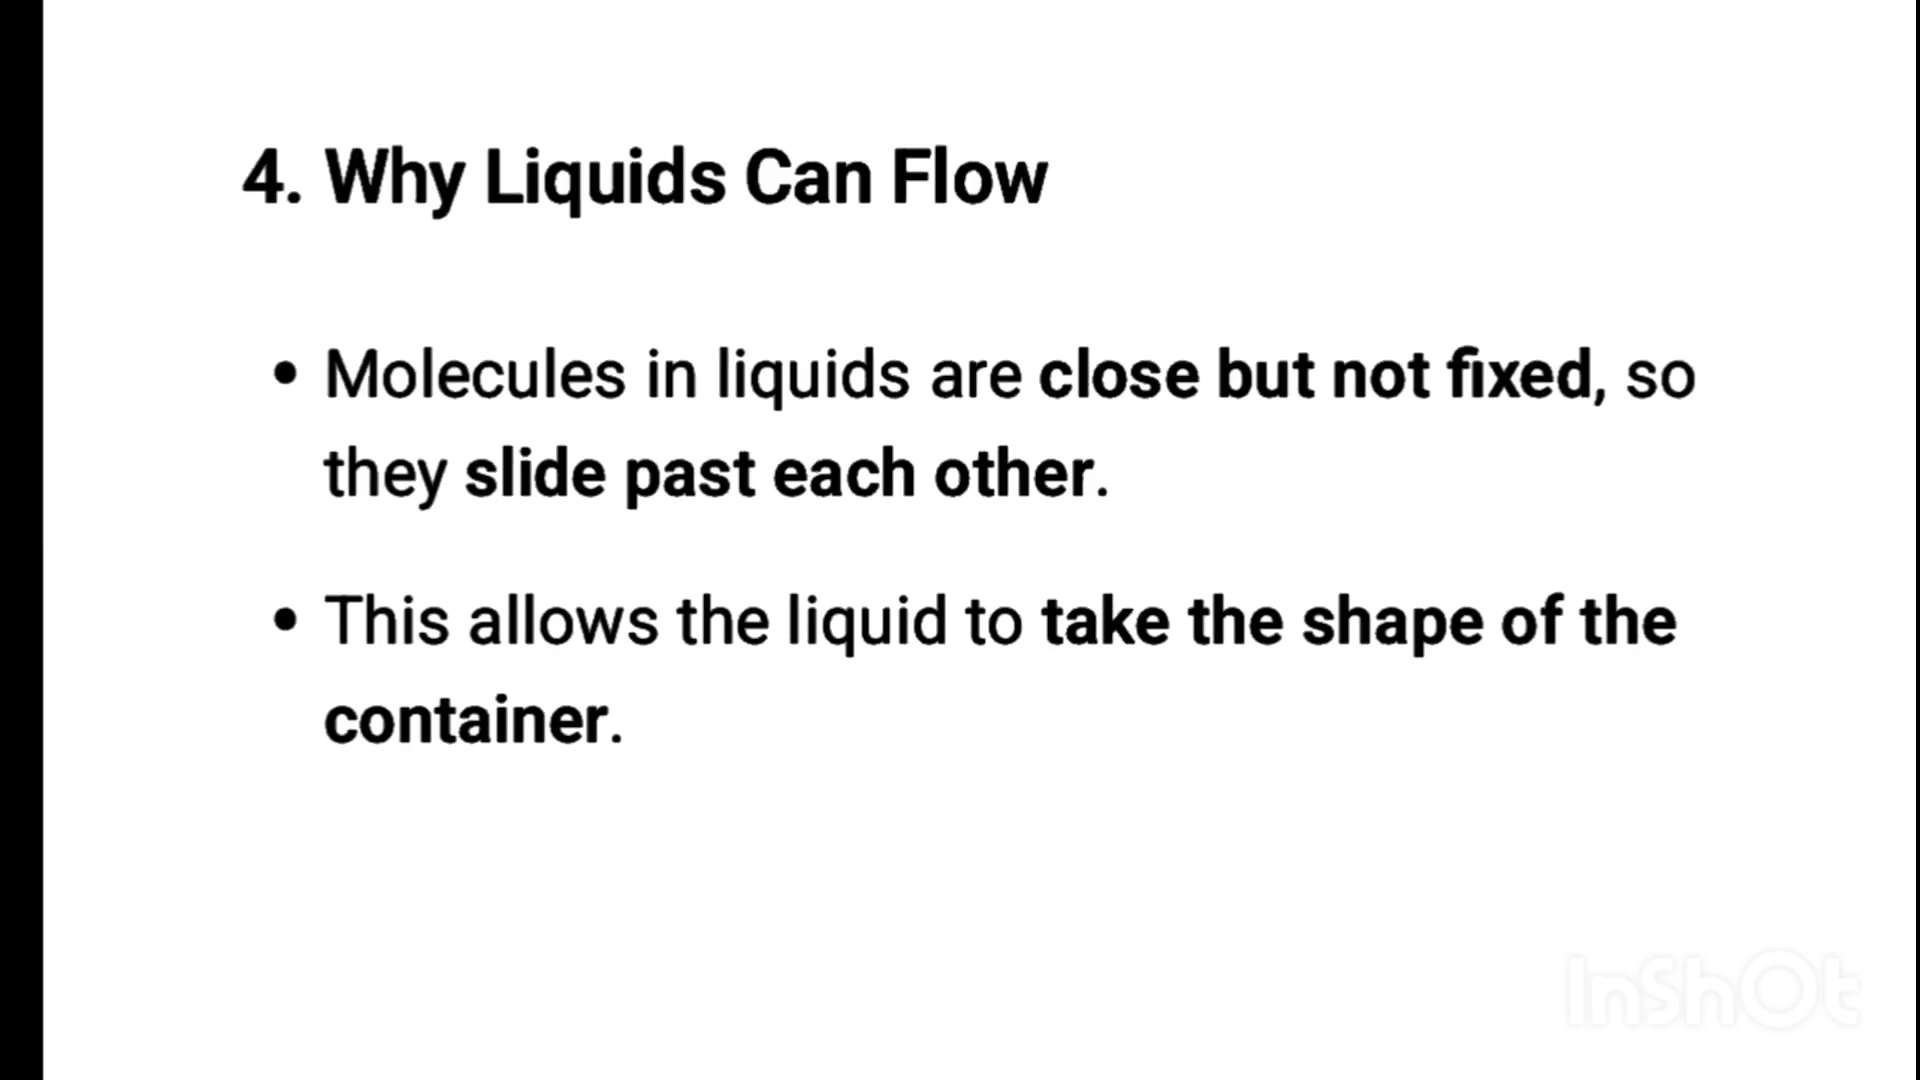 4. Why Liquids Can Flow
• Molecules in liquids are close but not fixed, so
they slide past each other.
• This allows the liquid to take the shape of the
container.
InShOt